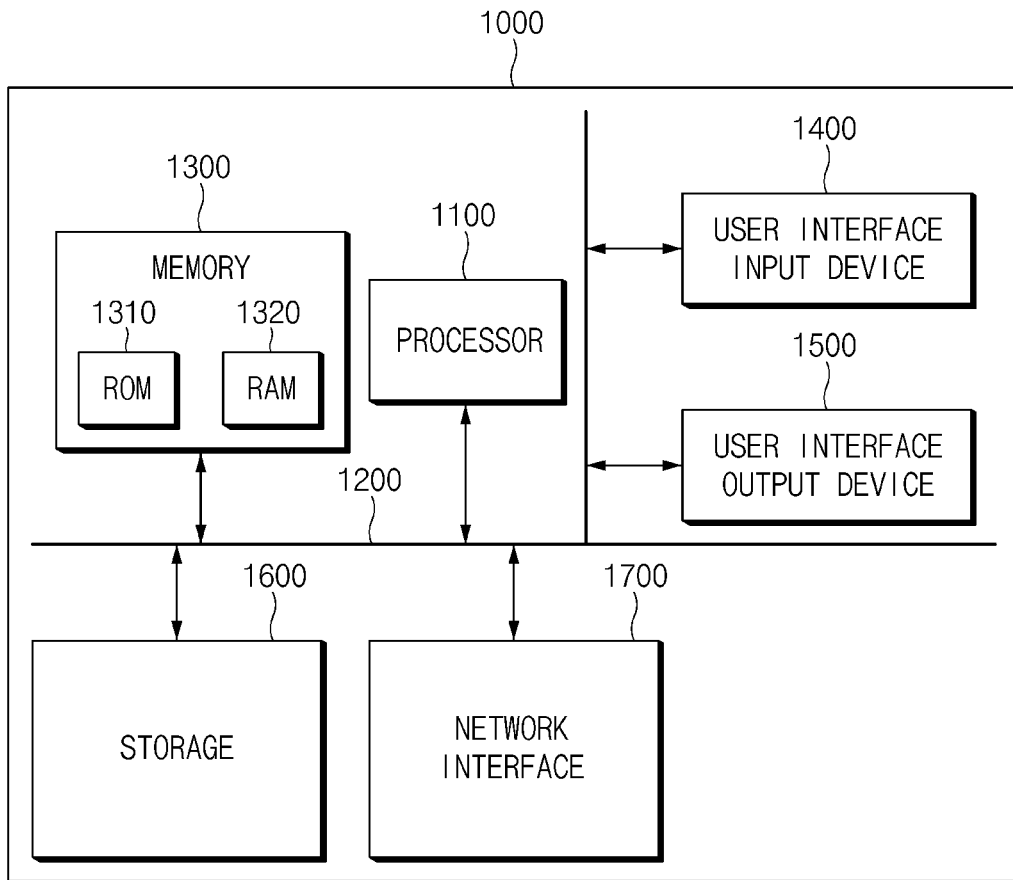 1000
1300
MEMORY
1310
ROM
1320
RAM
1100
PROCESSOR
1400
USER INTERFACE
INPUT DEVICE
1500
USER INTERFACE
OUTPUT DEVICE
1200
1600
STORAGE
1700
NETWORK
INTERFACE